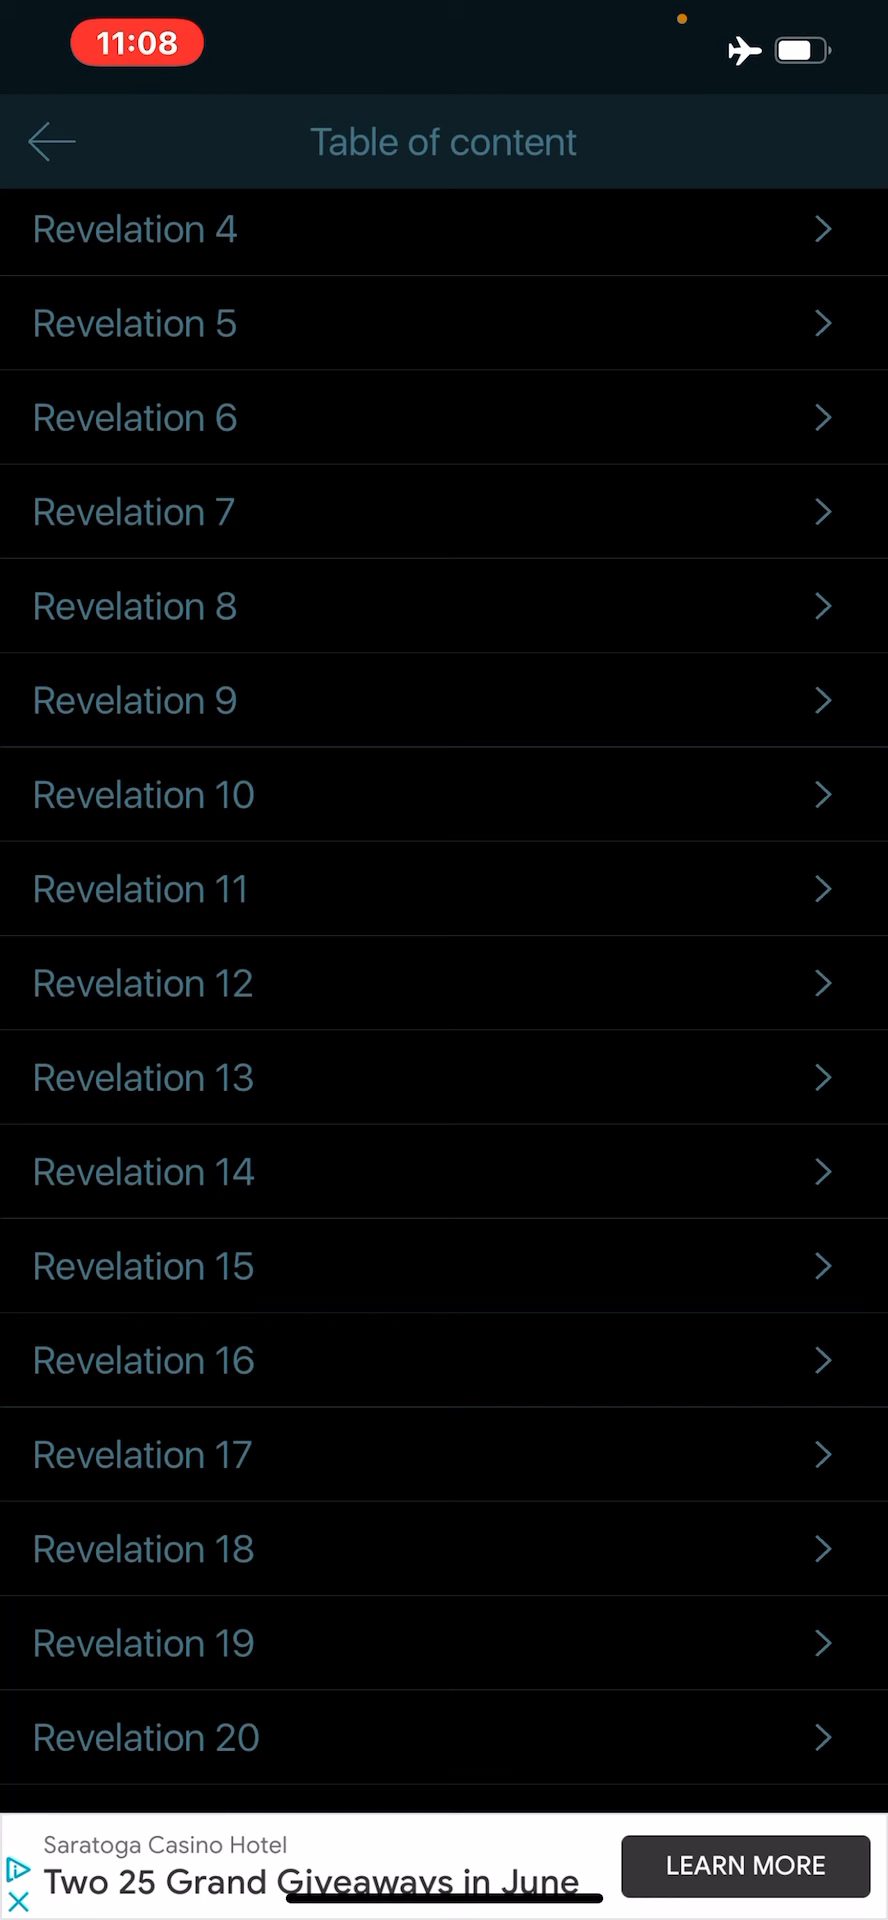 11:08
Table of content
Revelation 4
Revelation 5
Revelation 6
Revelation 7
Revelation 8
Revelation 9
Revelation 10
Revelation 11
Revelation 12
Revelation 13
Revelation 14
Revelation 15
Revelation 16
Revelation 17
Revelation 18
Revelation 19
Revelation 20
Saratoga Casino Hotel
Two 25 Grand Giveaways in June
LEARN MORE